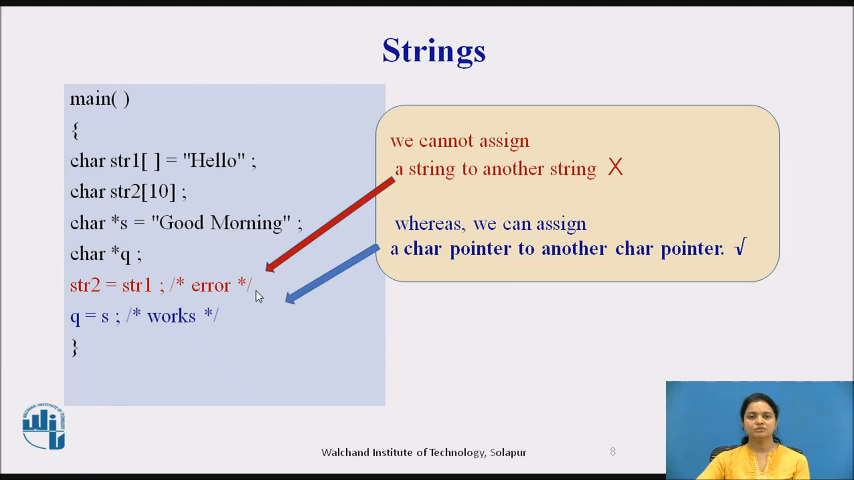 Strings
main( )
{
char str1[ ] = "Hello" ;
char str2[10] ;
char *s = "Good Morning" ;
char *q ;
str2 = str1 ; /* error */
q = s ; /* works */
}
we cannot assign
a string to another string X
whereas, we can assign
a char pointer to another char pointer. √
Walchand Institute of Technology, Solapur
8